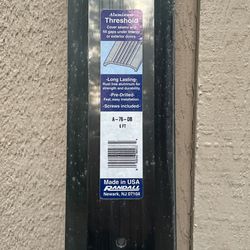 Aluminum
Threshold
Cover seams and
fill gaps under interior
or exterior doors
- Long Lasting-
Rust-free aluminum for
strength and durability.
- Pre-Drilled-
Fast, easy installation
- Screws included-
A-76-DB
6 FT
Made in USA
RANDALL
Newark, NJ 07104